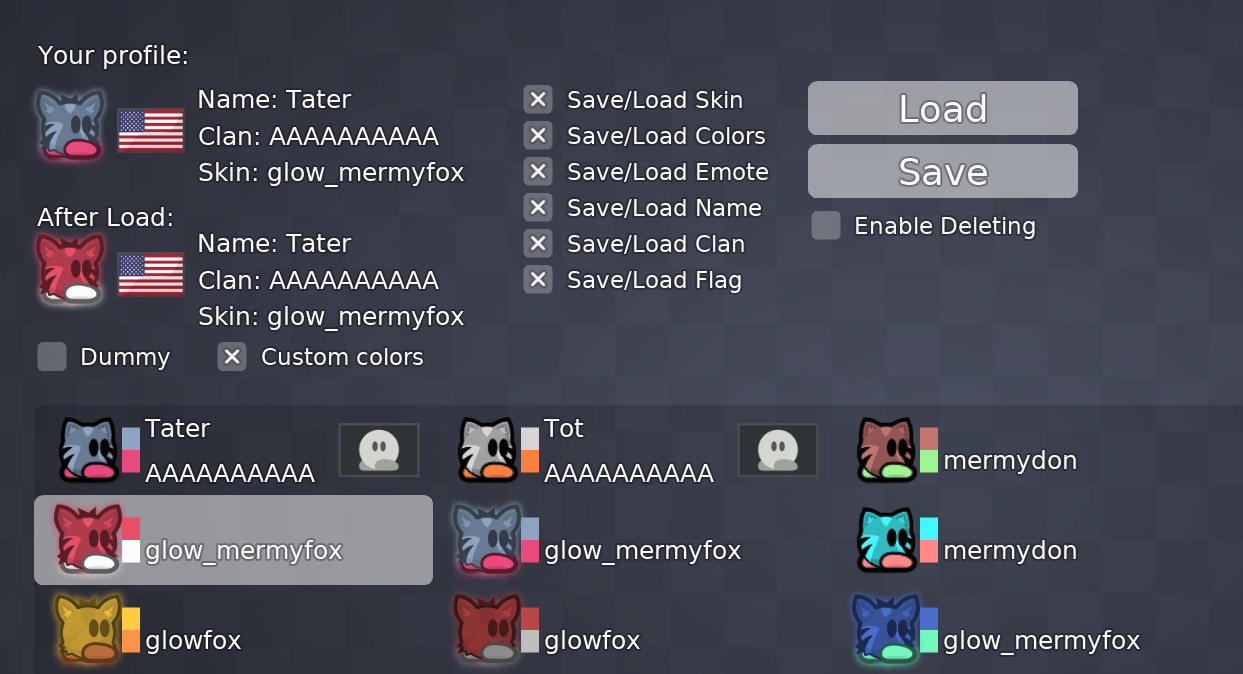 Your profile:
Name: Tater
Clan: AAAAAAAAAA
Skin: glow_mermyfox
After Load:
Name: Tater
Clan: AAAAAAAAAA
Skin: glow_mermyfox
Dummy
Custom colors
Save/Load Skin
Save/Load Colors
Save/Load Emote
Save/Load Name
Save/Load Clan
Save/Load Flag
Load
Save
Enable Deleting
Tater
AAAAAAAAAA
Tot
AAAAAAAAAA
mermydon
glow_mermyfox
glow_mermyfox
mermydon
glowfox
glowfox
glow_mermyfox